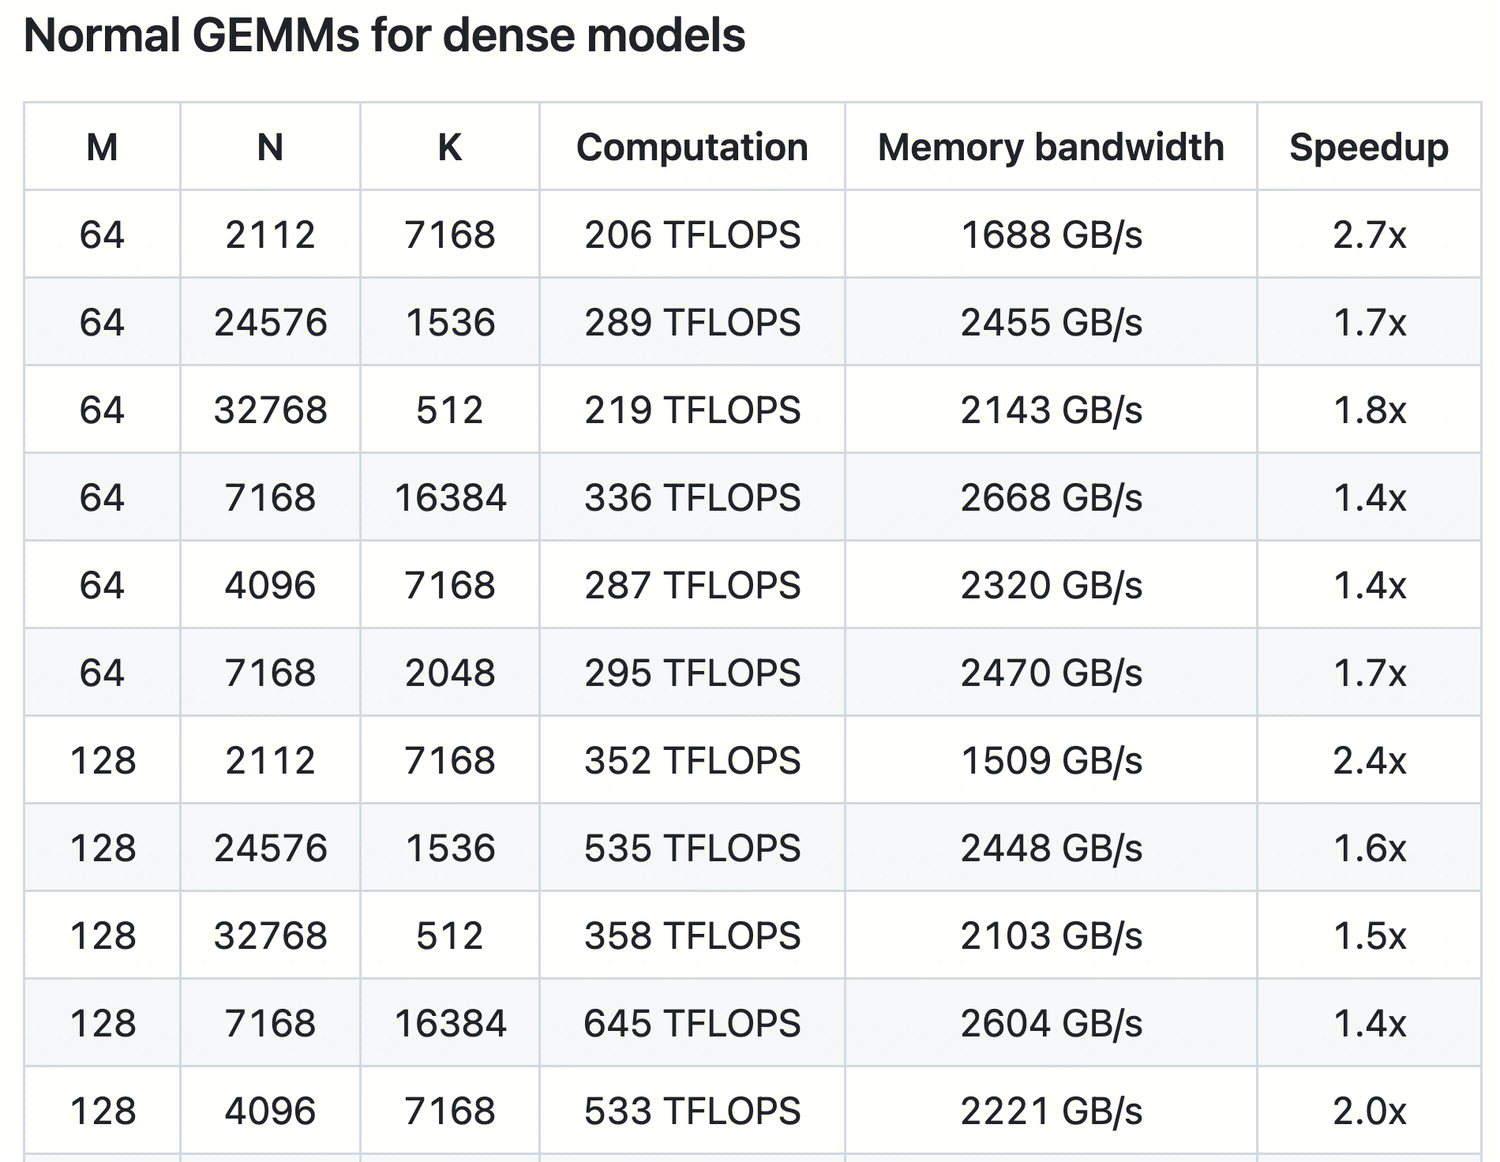 Normal GEMMs for dense models
M N K Computation Memory bandwidth Speedup
64 2112 7168 206 TFLOPS 1688 GB/s 2.7x
64 24576 1536 289 TFLOPS 2455 GB/s 1.7x
64 32768 512 219 TFLOPS 2143 GB/s 1.8x
64 7168 16384 336 TFLOPS 2668 GB/s 1.4x
64 4096 7168 287 TFLOPS 2320 GB/s 1.4x
64 7168 2048 295 TFLOPS 2470 GB/s 1.7x
128 2112 7168 352 TFLOPS 1509 GB/s 2.4x
128 24576 1536 535 TFLOPS 2448 GB/s 1.6x
128 32768 512 358 TFLOPS 2103 GB/s 1.5x
128 7168 16384 645 TFLOPS 2604 GB/s 1.4x
128 4096 7168 533 TFLOPS 2221 GB/s 2.0x